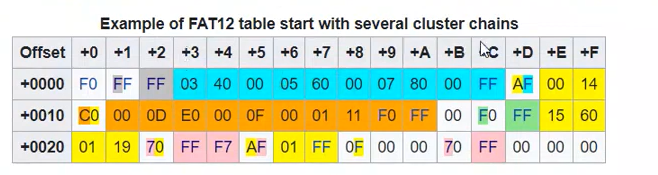 Example of FAT12 table start with several cluster chains
Offset +0 +1 +2 +3 +4 +5 +6 +7 +8 +9 +A +B +C +D +E +F
+0000 F0 FF FF 03 40 00 05 60 00 07 80 00 FF AF 00 14
+0010 C0 00 0D E0 00 0F 00 01 11 F0 FF 00 F0 FF 15 60
+0020 01 19 70 FF F7 AF 01 FF 0F 00 00 70 FF 00 00 00